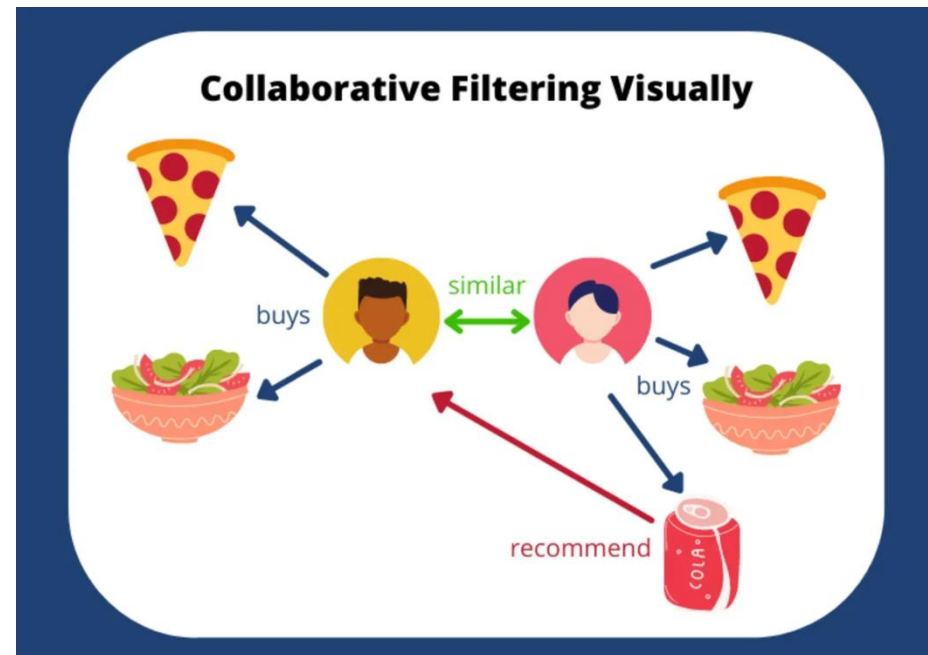 Collaborative Filtering Visually
similar
buys
buys
recommend
COLA